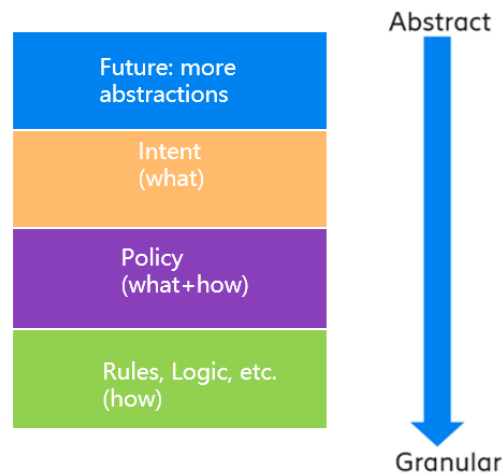 Abstract
Future: more
abstractions
Intent
(what)
Policy
(what+how)
Rules, Logic, etc.
(how)
Granular